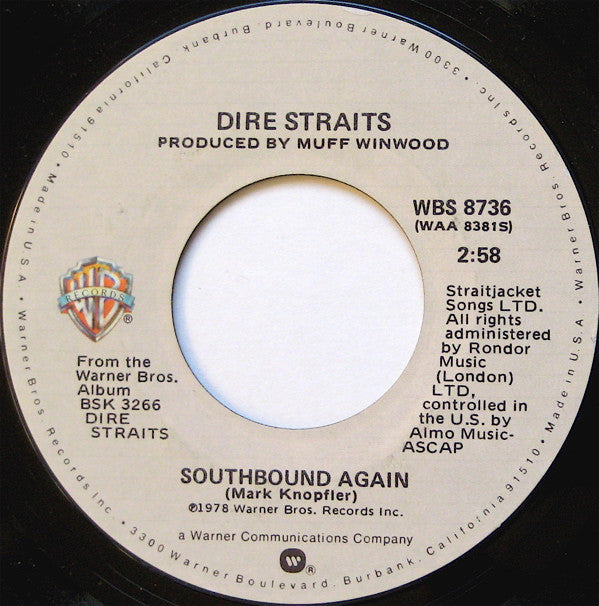 DIRE STRAITS
PRODUCED BY MUFF WINWOOD
WBS 8736
(WAA 8381S)
2:58
Straitjacket
Songs LTD.
All rights
administered
by Rondor
Music
(London)
LTD,
controlled in
the U.S. by
Almo Music-
ASCAP
WB
RECORDS
®
From the
Warner Bros.
Album
BSK 3266
DIRE
STRAITS
SOUTHBOUND AGAIN
(Mark Knopfler)
℗1978 Warner Bros. Records Inc.
a Warner Communications Company
W
®
• Warner Bros Records Inc. • 3300 Warner Boulevard. Burbank. California 91510 • Made in U.S.A. • Warner Bros. Records Inc. • 3300 Warner Boulevard. Burbank. California 91510 • Made in U.S.A.